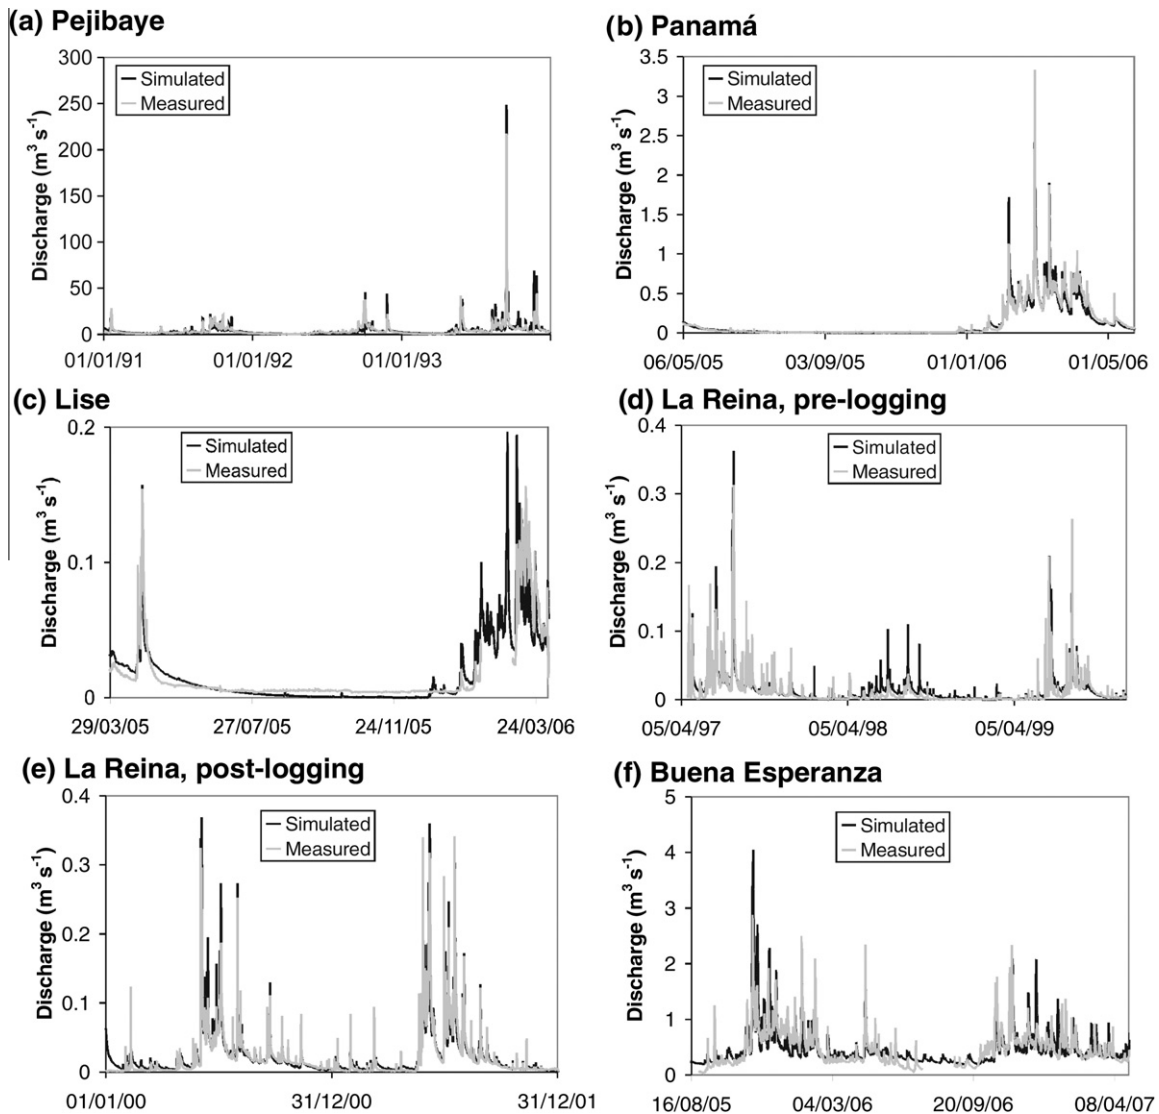 (a) Pejibaye
300
250
200
150
100
50
0
Discharge (m³ s⁻¹)
Simulated
Measured
01/01/91 01/01/92 01/01/93
(b) Panamá
3.5
3
2.5
2
1.5
1
0.5
0
Discharge (m³ s⁻¹)
Simulated
Measured
06/05/05 03/09/05 01/01/06 01/05/06
(c) Lise
0.2
0.1
0
Discharge (m³ s⁻¹)
Simulated
Measured
29/03/05 27/07/05 24/11/05 24/03/06
(d) La Reina, pre-logging
0.4
0.3
0.2
0.1
0
Discharge (m³ s⁻¹)
Simulated
Measured
05/04/97 05/04/98 05/04/99
(e) La Reina, post-logging
0.4
0.3
0.2
0.1
0
Discharge (m³ s⁻¹)
Simulated
Measured
01/01/00 31/12/00 31/12/01
(f) Buena Esperanza
5
4
3
2
1
0
Discharge (m³ s⁻¹)
Simulated
Measured
16/08/05 04/03/06 20/09/06 08/04/07